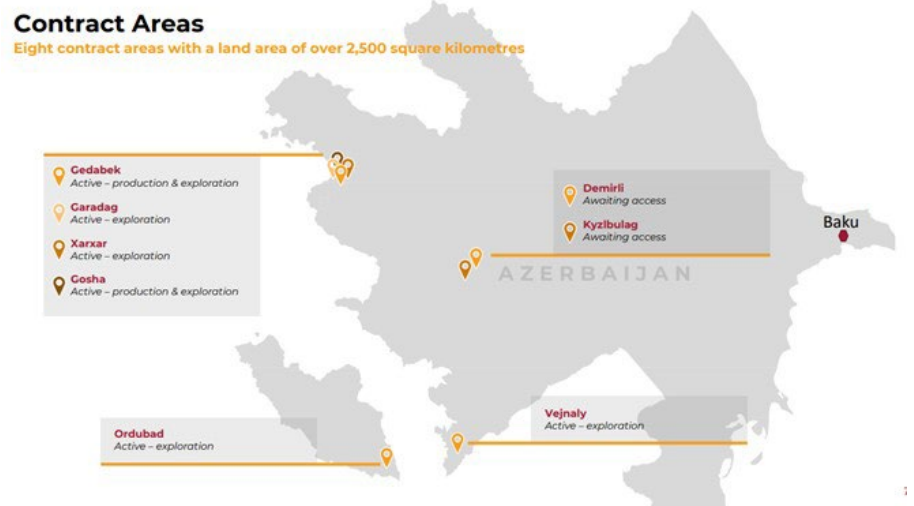 Contract Areas
Eight contract areas with a land area of over 2,500 square kilometres
Gedabek
Active – production & exploration
Garadag
Active – exploration
Xarxar
Active – exploration
Gosha
Active – production & exploration
Demirli
Awaiting access
Kyzlbulag
Awaiting access
Baku
AZERBAIJAN
Vejnaly
Active – exploration
Ordubad
Active – exploration